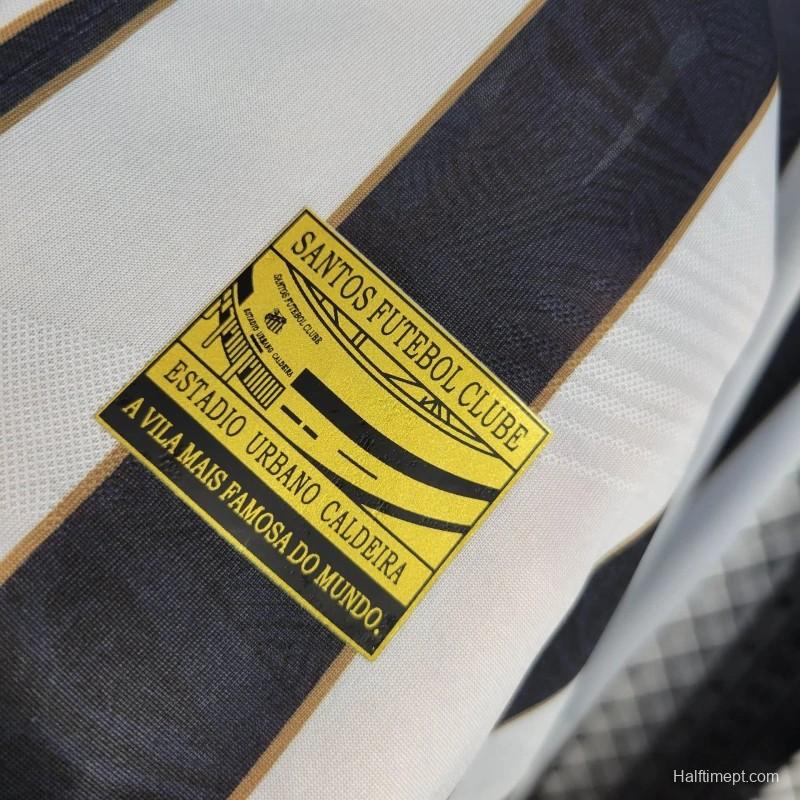 SANTOS FUTEBOL CLUBE
SANTOS FUTEBOL CLUBE
ESTADIO URBANO CALDEIRA
ESTADIO URBANO CALDEIRA
A VILA MAIS FAMOSA DO MUNDO.
Halftimept.com